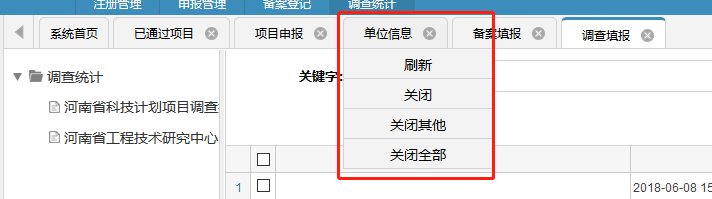 注册管理 申报管理 备案登记 调查统计
系统首页 已通过项目 项目申报 单位信息 备案填报 调查填报
调查统计
河南省科技计划项目调查
河南省工程技术研究中心
关键字:
刷新
关闭
关闭其他
关闭全部
1 2018-06-08 15